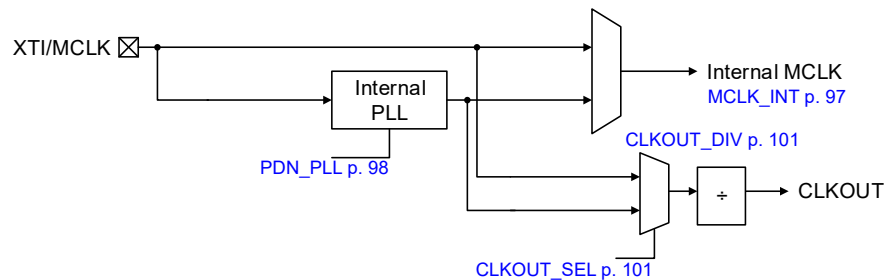 XTI/MCLK
Internal
PLL
PDN_PLL p. 98
Internal MCLK
MCLK_INT p. 97
CLKOUT_DIV p. 101
÷
CLKOUT
CLKOUT_SEL p. 101